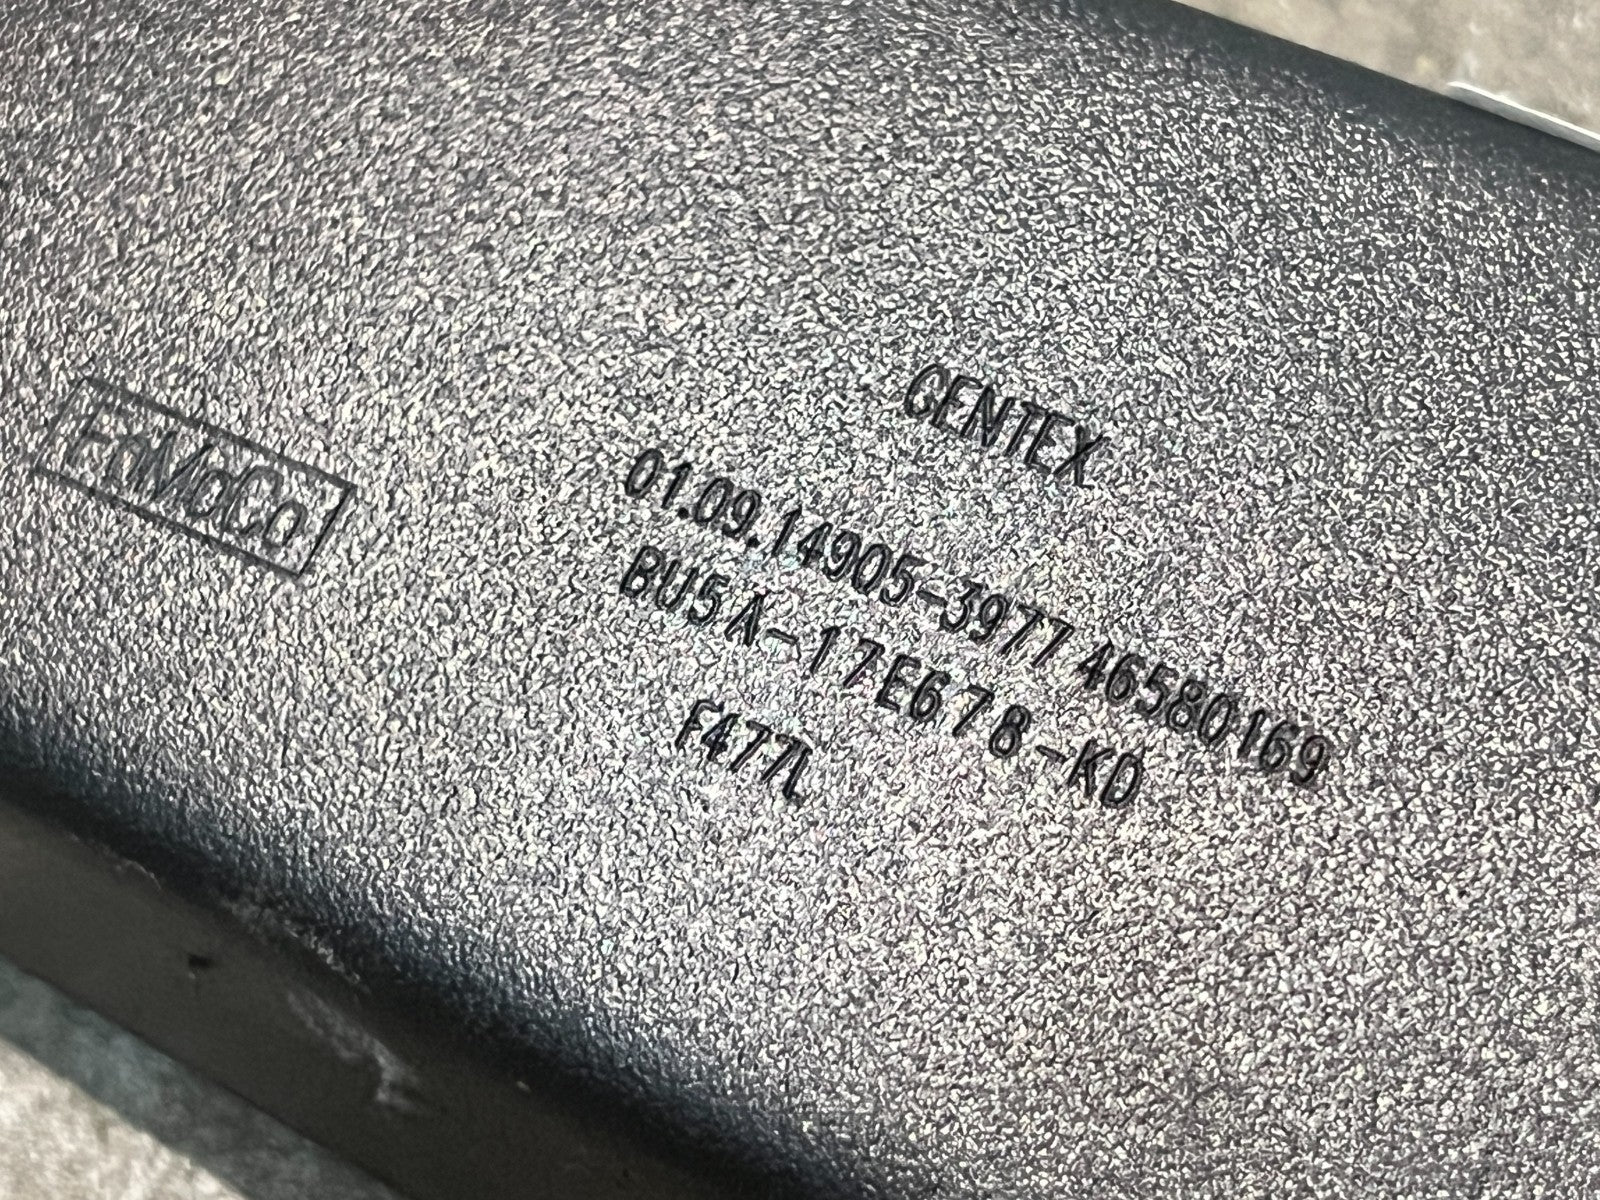 GENTEX
FoMoCo
01.09.14905-3977 46580169
BU5A-17E678-KD
F477L